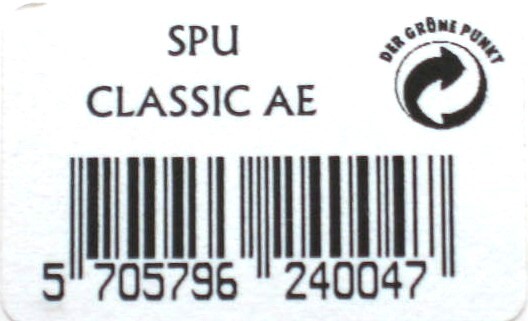 SPU
CLASSIC AE
DER GRÜNE PUNKT
5 705796 240047